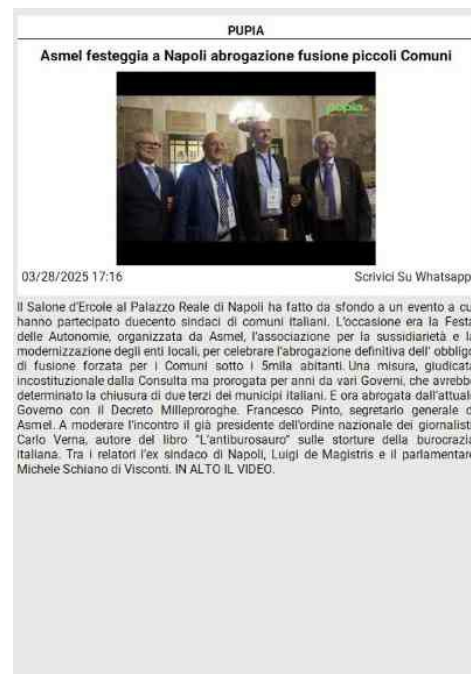 PUPIA
Asmel festeggia a Napoli abrogazione fusione piccoli Comuni
pupia
03/28/2025 17:16 Scrivici Su Whatsapp
Il Salone d'Ercole al Palazzo Reale di Napoli ha fatto da sfondo a un evento a cu
hanno partecipato duecento sindaci di comuni italiani. L'occasione era la Festa
delle Autonomie, organizzata da Asmel, l'associazione per la sussidiarietà e la
modernizzazione degli enti locali, per celebrare l'abrogazione definitiva dell' obbligo
di fusione forzata per i Comuni sotto i 5mila abitanti. Una misura, giudicata
incostituzionale dalla Consulta ma prorogata per anni da vari Governi, che avrebbe
determinato la chiusura di due terzi dei municipi italiani. E ora abrogata dall'attuale
Governo con il Decreto Milleproroghe. Francesco Pinto, segretario generale d
Asmel. A moderare l'incontro il già presidente dell'ordine nazionale dei giornalisti
Carlo Verna, autore del libro "L'antiburosauro" sulle storture della burocrazia
italiana. Tra i relatori l'ex sindaco di Napoli, Luigi de Magistris e il parlamentare
Michele Schiano di Visconti. IN ALTO IL VIDEO.